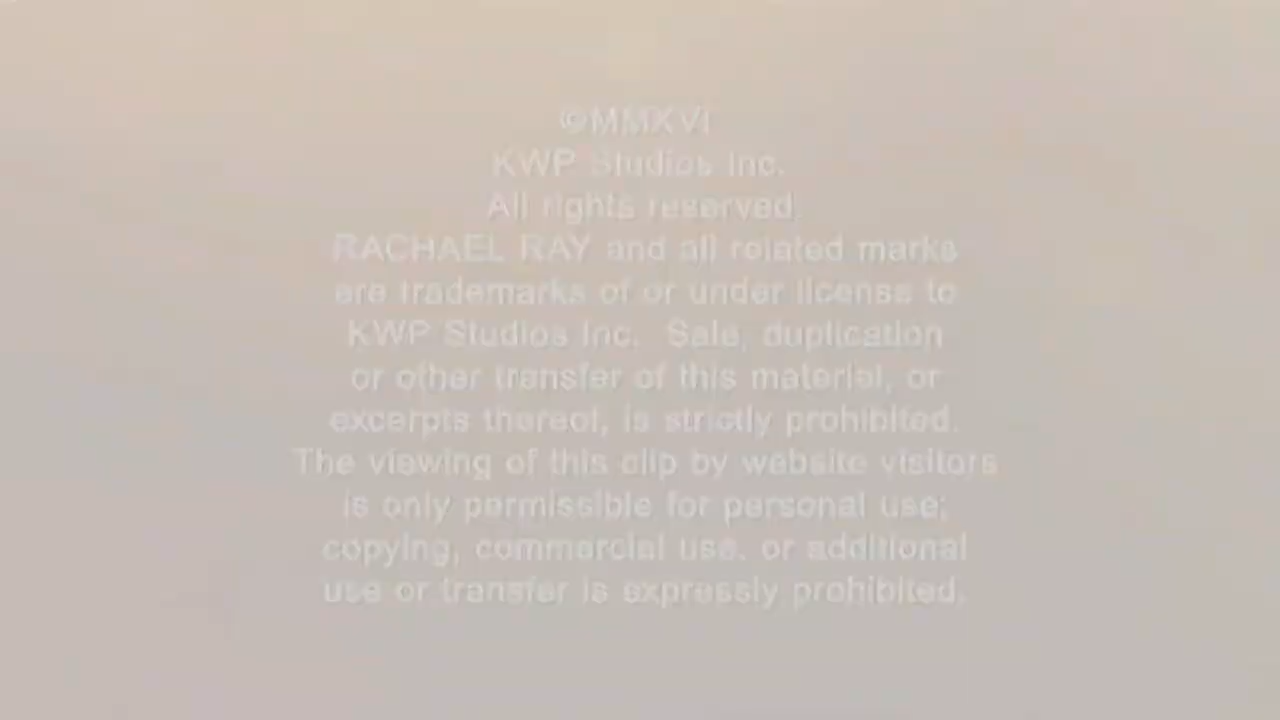 ©MMXVI
KWP Studios Inc.
All rights reserved.
RACHAEL RAY and all related marks
are trademarks of or under license to
KWP Studios Inc. Sale, duplication
or other transfer of this material, or
excerpts thereof, is strictly prohibited.
The viewing of this clip by website visitors
is only permissible for personal use;
copying, commercial use, or additional
use or transfer is expressly prohibited.